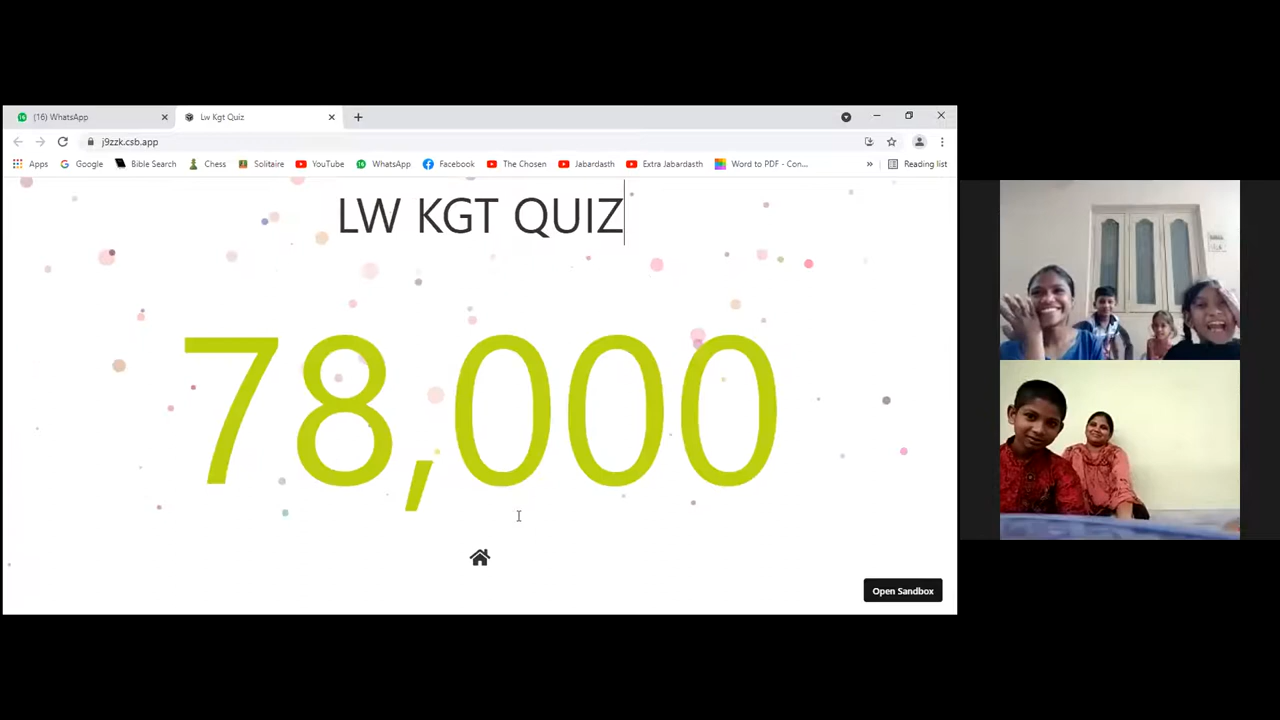 (16) WhatsApp
Lw Kgt Quiz
j9zzk.csb.app
Apps Google Bible Search Chess Solitaire YouTube WhatsApp Facebook The Chosen Jabardasth Extra Jabardasth Word to PDF - Con... » Reading list
LW KGT QUIZ
78,000
Open Sandbox